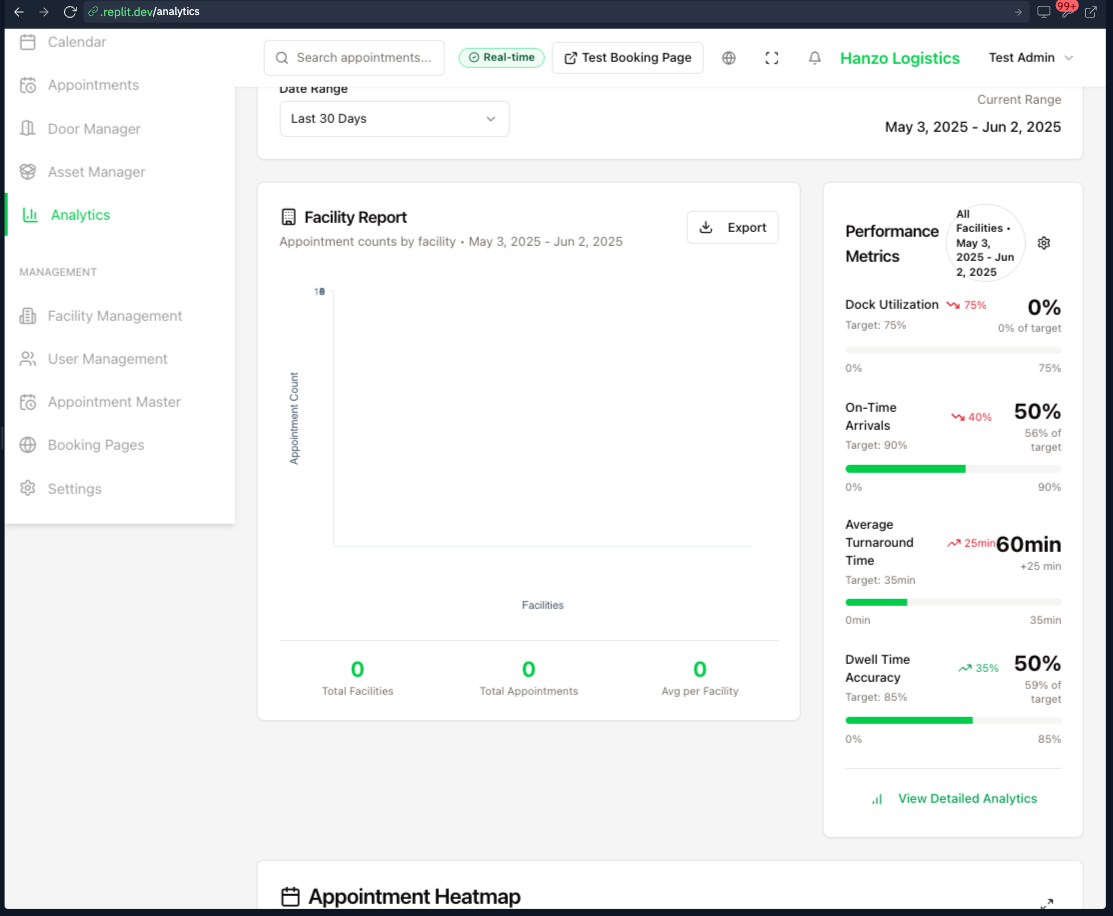 .replit.dev/analytics
99+
Calendar
Search appointments...
Real-time
Test Booking Page
Hanzo Logistics
Test Admin
Appointments
Door Manager
Asset Manager
Analytics
MANAGEMENT
Facility Management
User Management
Appointment Master
Booking Pages
Settings
Date Range
Last 30 Days
Current Range
May 3, 2025 - Jun 2, 2025
Facility Report
Appointment counts by facility • May 3, 2025 - Jun 2, 2025
Export
Appointment Count
Facilities
0
Total Facilities
0
Total Appointments
0
Avg per Facility
Performance
Metrics
All
Facilities •
May 3,
2025 - Jun
2, 2025
Dock Utilization
75%
0%
Target: 75%
0% of target
0%
75%
On-Time
Arrivals
40%
50%
Target: 90%
56% of
target
0%
90%
Average
Turnaround
Time
25min
60min
Target: 35min
+25 min
0min
35min
Dwell Time
Accuracy
35%
50%
Target: 85%
59% of
target
0%
85%
View Detailed Analytics
Appointment Heatmap